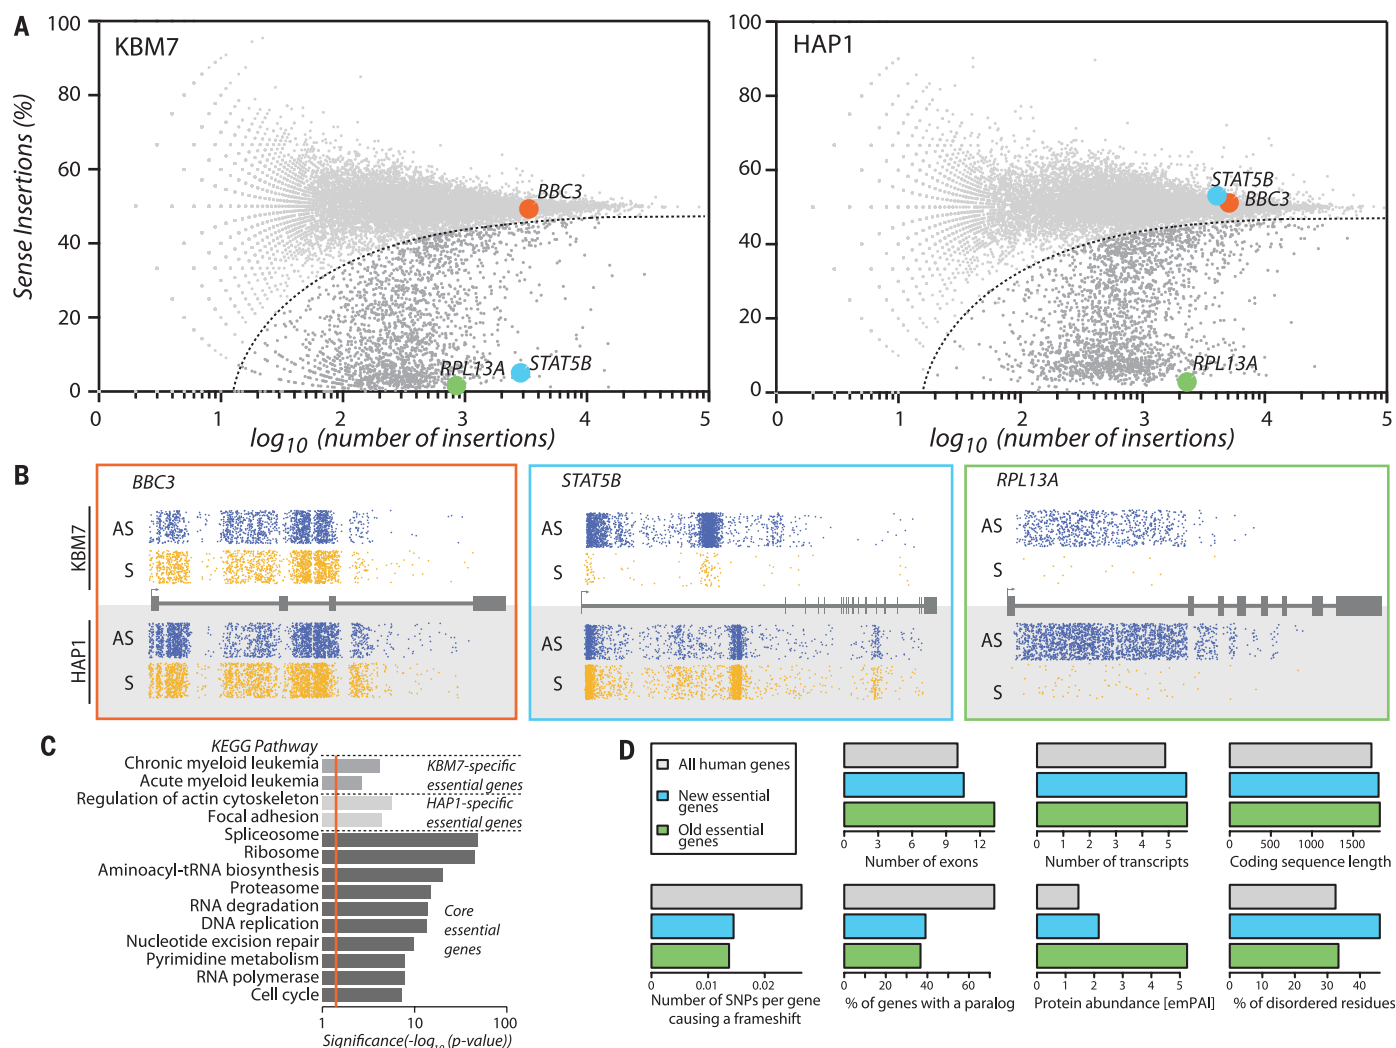 A
KBM7
Sense Insertions (%)
100
80
60
40
20
0
BBC3
RPL13A
STAT5B
0
1
2
3
4
5
log10 (number of insertions)
HAP1
100
80
60
40
20
0
STAT5B
BBC3
RPL13A
0
1
2
3
4
5
log10 (number of insertions)
B
KBM7
HAP1
BBC3
AS
S
AS
S
STAT5B
AS
S
AS
S
RPL13A
AS
S
AS
S
C
KEGG Pathway
Chronic myeloid leukemia
Acute myeloid leukemia
KBM7-specific
essential genes
Regulation of actin cytoskeleton
Focal adhesion
HAP1-specific
essential genes
Spliceosome
Ribosome
Aminoacyl-tRNA biosynthesis
Proteasome
RNA degradation
DNA replication
Nucleotide excision repair
Pyrimidine metabolism
RNA polymerase
Cell cycle
Core
essential
genes
1 10 100
Significance(-log10 (p-value))
D
All human genes
New essential
genes
Old essential
genes
0 3 6 9 12
Number of exons
0 1 2 3 4 5
Number of transcripts
0 500 1000 1500
Coding sequence length
0 0.01 0.02
Number of SNPs per gene
causing a frameshift
0 10 20 30 40 50 60 70
% of genes with a paralog
0 1 2 3 4 5
Protein abundance [emPAI]
0 10 20 30 40
% of disordered residues